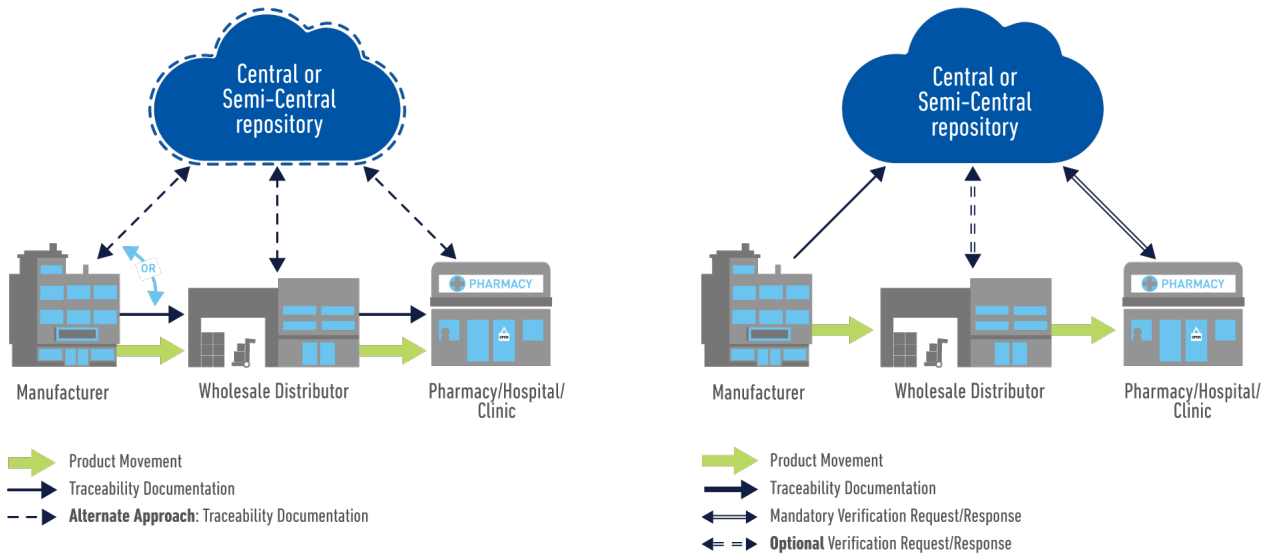 Central or
Semi-Central
repository
OR
PHARMACY
OPEN
Manufacturer
Wholesale Distributor
Pharmacy/Hospital/
Clinic
Product Movement
Traceability Documentation
Alternate Approach: Traceability Documentation
Central or
Semi-Central
repository
PHARMACY
OPEN
Manufacturer
Wholesale Distributor
Pharmacy/Hospital/
Clinic
Product Movement
Traceability Documentation
Mandatory Verification Request/Response
Optional Verification Request/Response